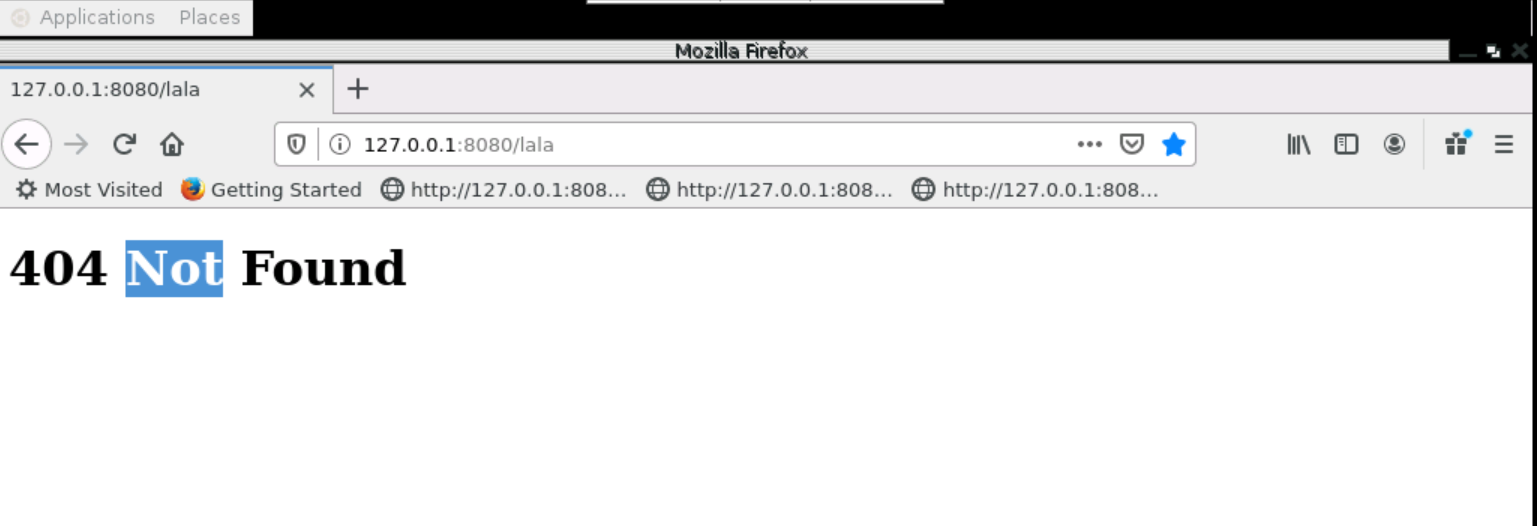 Applications Places
Mozilla Firefox
127.0.0.1:8080/lala
127.0.0.1:8080/lala
Most Visited Getting Started http://127.0.0.1:808... http://127.0.0.1:808... http://127.0.0.1:808...
404 Not Found